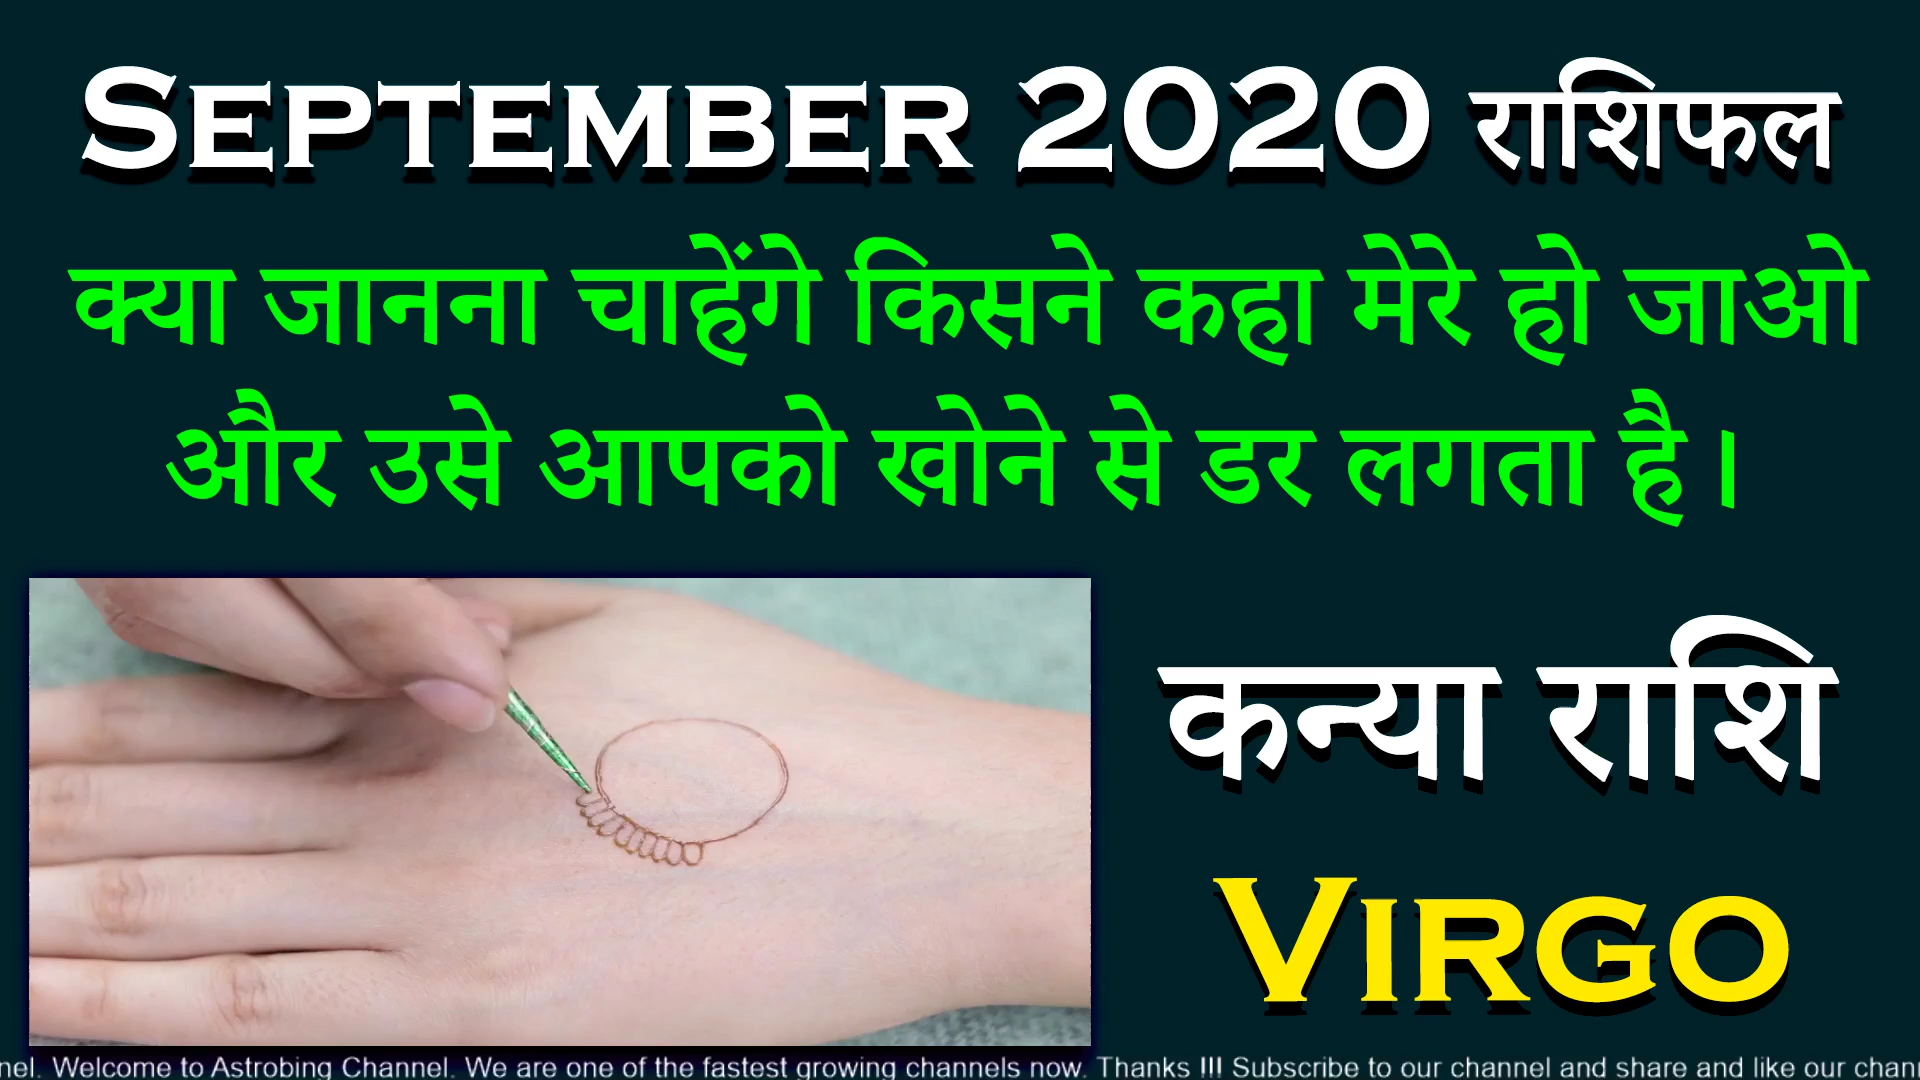 SEPTEMBER 2020 राशिफल
क्या जानना चाहेंगे किसने कहा मेरे हो जाओ
और उसे आपको खोने से डर लगता है।
कन्या राशि
VIRGO
nel. Welcome to Astrobing Channel. We are one of the fastest growing channels now. Thanks !!! Subscribe to our channel and share and like our chan